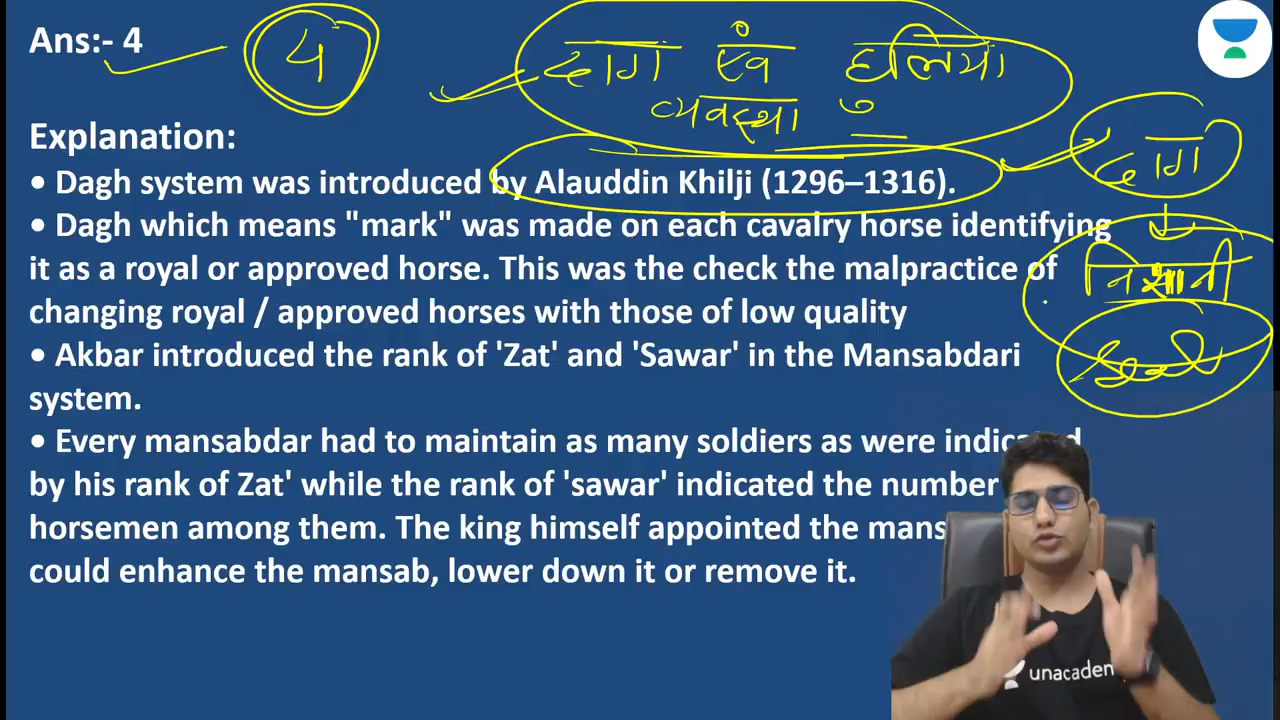 Ans:- 4
4
दाग एंव हुलिया
व्यवस्था
Explanation:
दाग
• Dagh system was introduced by Alauddin Khilji (1296–1316).
• Dagh which means "mark" was made on each cavalry horse identifying
it as a royal or approved horse. This was the check the malpractice of
निशानी
changing royal / approved horses with those of low quality
• Akbar introduced the rank of 'Zat' and 'Sawar' in the Mansabdari
Seal
system.
• Every mansabdar had to maintain as many soldiers as were indicated
by his rank of Zat' while the rank of 'sawar' indicated the number
horsemen among them. The king himself appointed the mans
could enhance the mansab, lower down it or remove it.
unacadem